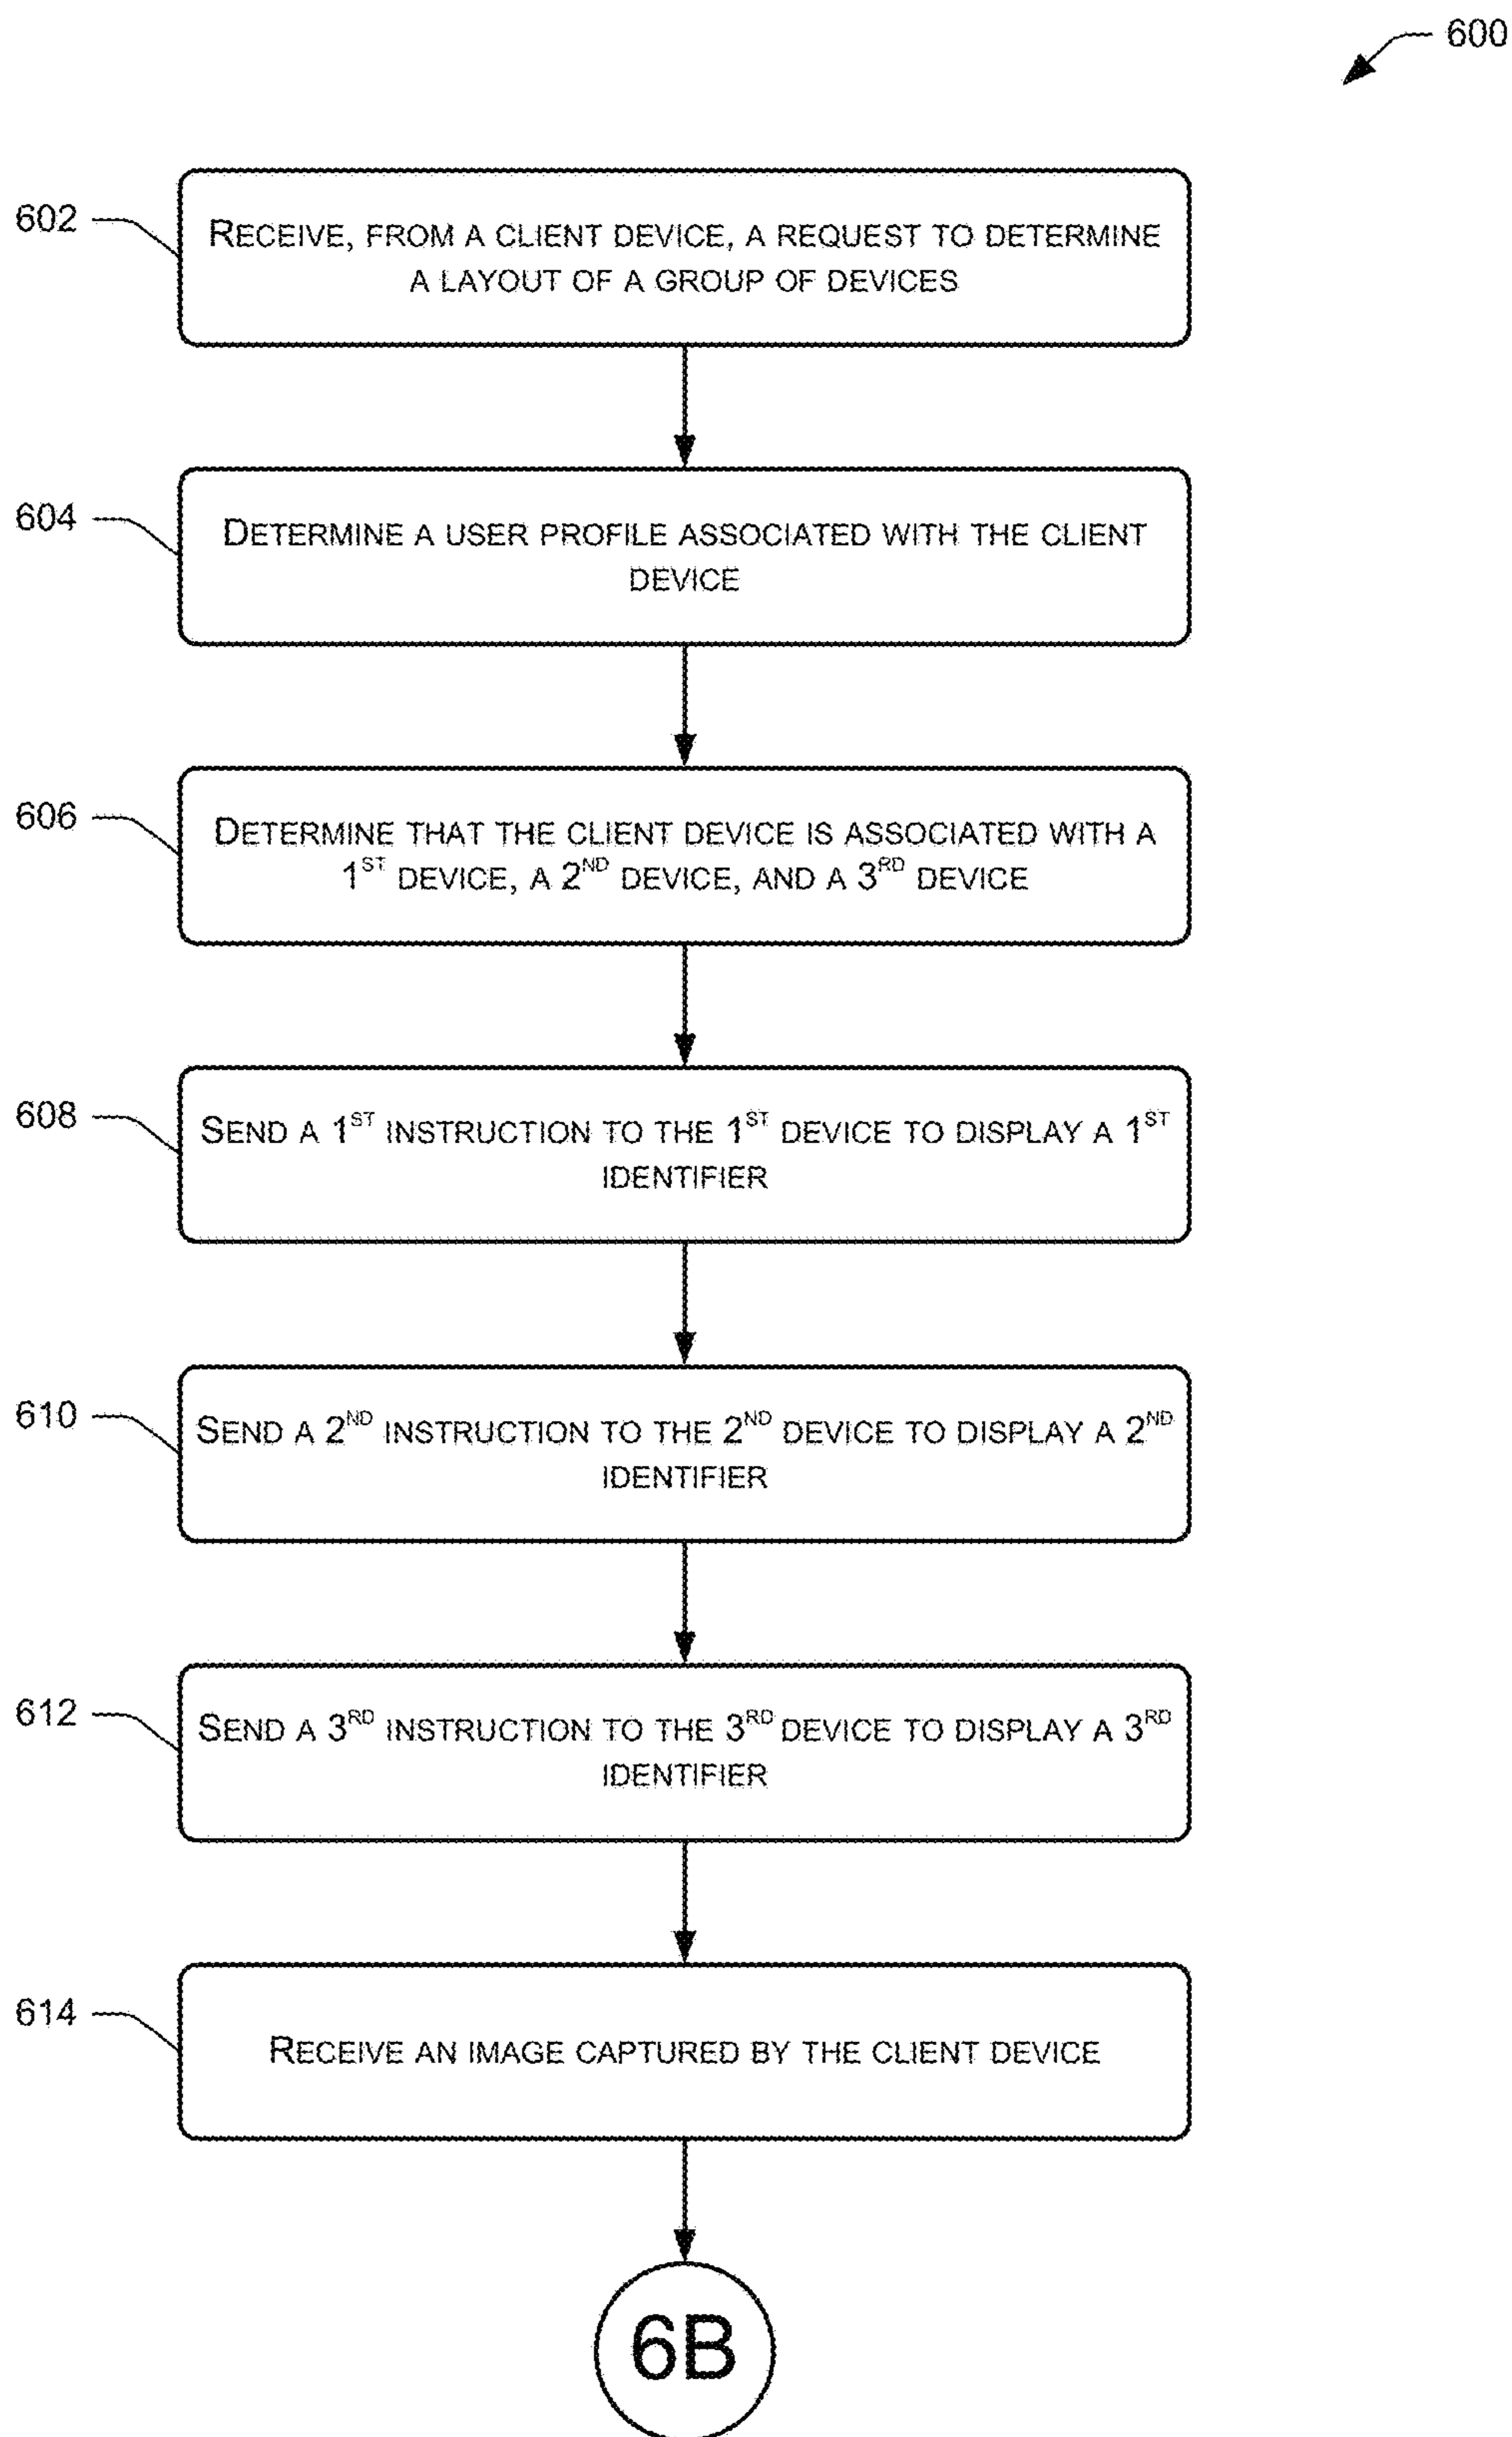 600
602
RECEIVE, FROM A CLIENT DEVICE, A REQUEST TO DETERMINE
A LAYOUT OF A GROUP OF DEVICES
604
DETERMINE A USER PROFILE ASSOCIATED WITH THE CLIENT
DEVICE
606
DETERMINE THAT THE CLIENT DEVICE IS ASSOCIATED WITH A
1ST DEVICE, A 2ND DEVICE, AND A 3RD DEVICE
608
SEND A 1ST INSTRUCTION TO THE 1ST DEVICE TO DISPLAY A 1ST
IDENTIFIER
610
SEND A 2ND INSTRUCTION TO THE 2ND DEVICE TO DISPLAY A 2ND
IDENTIFIER
612
SEND A 3RD INSTRUCTION TO THE 3RD DEVICE TO DISPLAY A 3RD
IDENTIFIER
614
RECEIVE AN IMAGE CAPTURED BY THE CLIENT DEVICE
6B